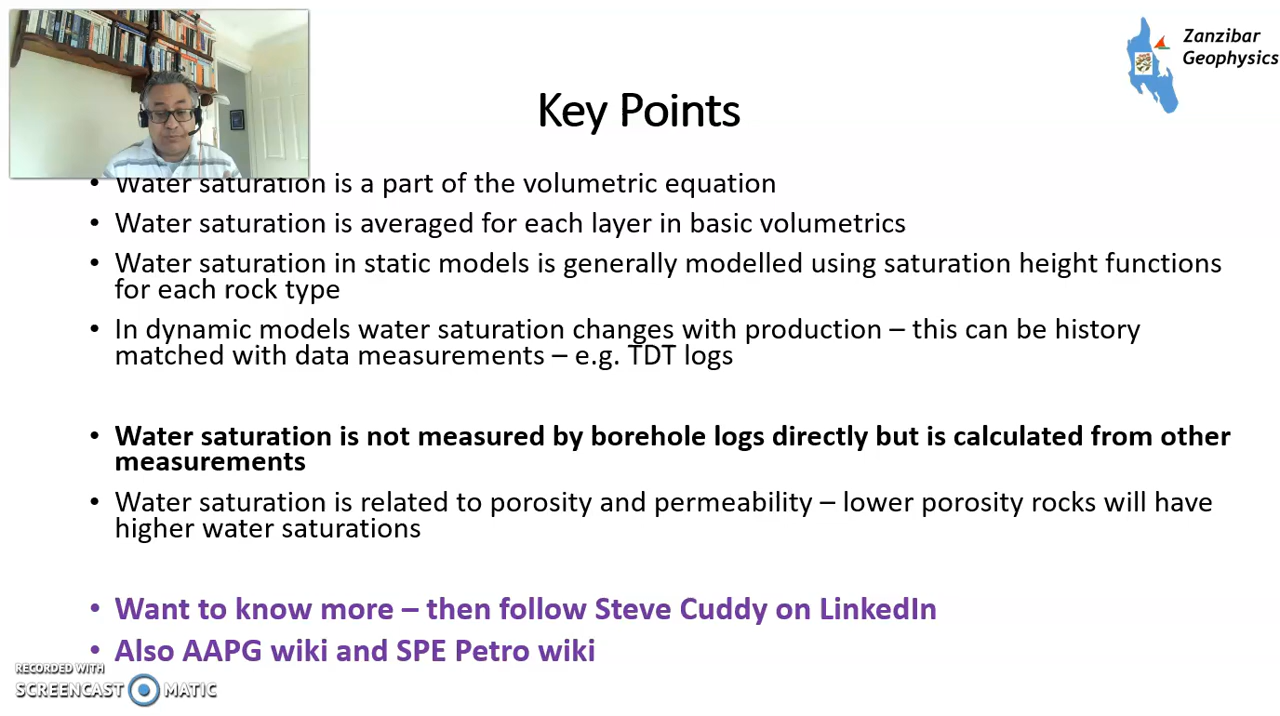 Zanzibar
Geophysics
Key Points
• Water saturation is a part of the volumetric equation
• Water saturation is averaged for each layer in basic volumetrics
• Water saturation in static models is generally modelled using saturation height functions
for each rock type
• In dynamic models water saturation changes with production – this can be history
matched with data measurements – e.g. TDT logs
• Water saturation is not measured by borehole logs directly but is calculated from other
measurements
• Water saturation is related to porosity and permeability – lower porosity rocks will have
higher water saturations
• Want to know more – then follow Steve Cuddy on LinkedIn
• Also AAPG wiki and SPE Petro wiki
RECORDED WITH
SCREENCAST MATIC